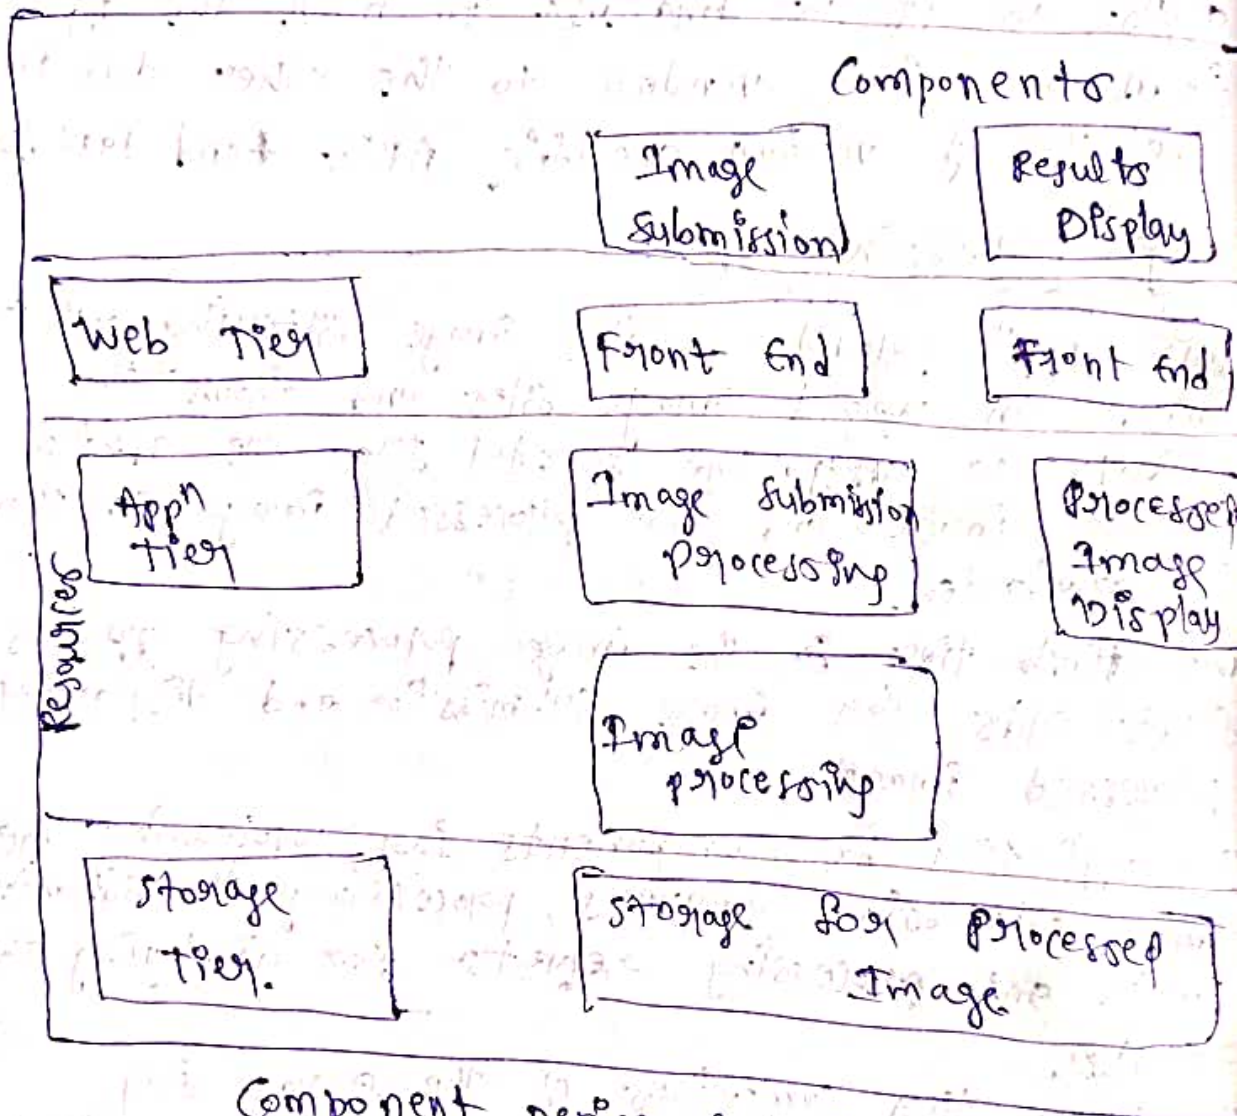 Components.
Image
Submission
Results
Display
Web Tier
Front End
Front End
Appⁿ
Tier
Image Submission
Processing
Processed
Image
Display
Resources
Image
processing
Storage
Tier.
Storage for Processed
Image
Component